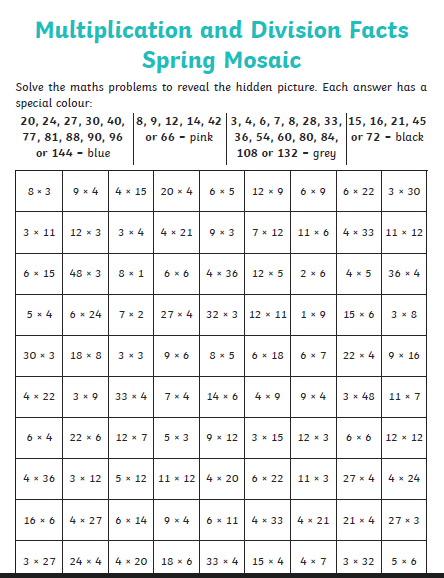 Multiplication and Division Facts
Spring Mosaic
Solve the maths problems to reveal the hidden picture. Each answer has a
special colour:
20, 24, 27, 30, 40,
77, 81, 88, 90, 96
or 144 = blue
8, 9, 12, 14, 42
or 66 = pink
3, 4, 6, 7, 8, 28, 33,
36, 54, 60, 80, 84,
108 or 132 = grey
15, 16, 21, 45
or 72 = black
8 × 3 9 × 4 4 × 15 20 × 4 6 × 5 12 × 9 6 × 9 6 × 22 3 × 30
3 × 11 12 × 3 3 × 4 4 × 21 9 × 3 7 × 12 11 × 6 4 × 33 11 × 12
6 × 15 48 × 3 8 × 1 6 × 6 4 × 36 12 × 5 2 × 6 4 × 5 36 × 4
5 × 4 6 × 24 7 × 2 27 × 4 32 × 3 12 × 11 1 × 9 15 × 6 3 × 8
30 × 3 18 × 8 3 × 3 9 × 6 8 × 5 6 × 18 6 × 7 22 × 4 9 × 16
4 × 22 3 × 9 33 × 4 7 × 4 14 × 6 4 × 9 9 × 4 3 × 48 11 × 7
6 × 4 22 × 6 12 × 7 5 × 3 9 × 12 3 × 15 12 × 3 6 × 6 12 × 12
4 × 36 3 × 12 5 × 12 11 × 12 4 × 20 6 × 22 11 × 3 27 × 4 4 × 24
16 × 6 4 × 27 6 × 14 9 × 4 6 × 11 4 × 33 4 × 21 21 × 4 27 × 3
3 × 27 24 × 4 4 × 20 18 × 6 33 × 4 15 × 4 4 × 7 3 × 32 5 × 6